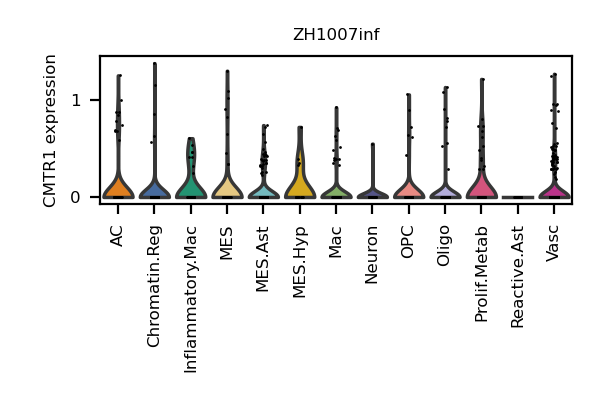 ZH1007inf
CMTR1 expression
1
0
AC
Chromatin.Reg
Inflammatory.Mac
MES
MES.Ast
MES.Hyp
Mac
Neuron
OPC
Oligo
Prolif.Metab
Reactive.Ast
Vasc